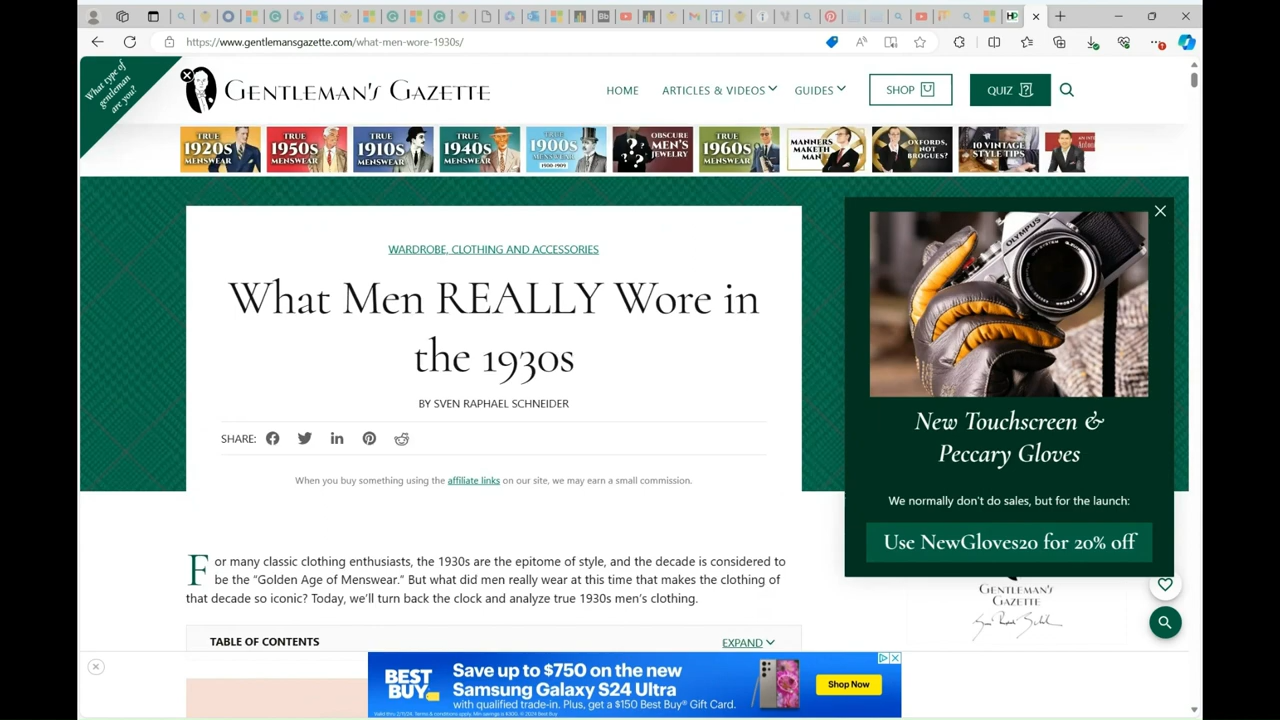 https://www.gentlemansgazette.com/what-men-wore-1930s/
What type of
gentleman
are you?
GENTLEMAN'S GAZETTE
HOME
ARTICLES & VIDEOS
GUIDES
SHOP
QUIZ
TRUE
1920S
MENSWEAR
TRUE
1950S
MENSWEAR
TRUE
1910S
MENSWEAR
TRUE
1940S
MENSWEAR
TRUE
1900S
MENSWEAR
OBSCURE
MEN'S
JEWELRY
TRUE
1960S
MENSWEAR
MANNERS
MAKETH
MAN
OXFORDS,
NOT
BROGUES?
10 VINTAGE
STYLE TIPS
WARDROBE, CLOTHING AND ACCESSORIES
What Men REALLY Wore in
the 1930s
BY SVEN RAPHAEL SCHNEIDER
SHARE:
When you buy something using the affiliate links on our site, we may earn a small commission.
For many classic clothing enthusiasts, the 1930s are the epitome of style, and the decade is considered to
be the “Golden Age of Menswear.” But what did men really wear at this time that makes the clothing of
that decade so iconic? Today, we’ll turn back the clock and analyze true 1930s men’s clothing.
TABLE OF CONTENTS
EXPAND
OLYMPUS
New Touchscreen &
Peccary Gloves
We normally don't do sales, but for the launch:
Use NewGloves20 for 20% off
GENTLEMAN'S
GAZETTE
BEST
BUY
Save up to $750 on the new
Samsung Galaxy S24 Ultra
with qualified trade-in. Plus, get a $150 Best Buy® Gift Card.
Shop Now